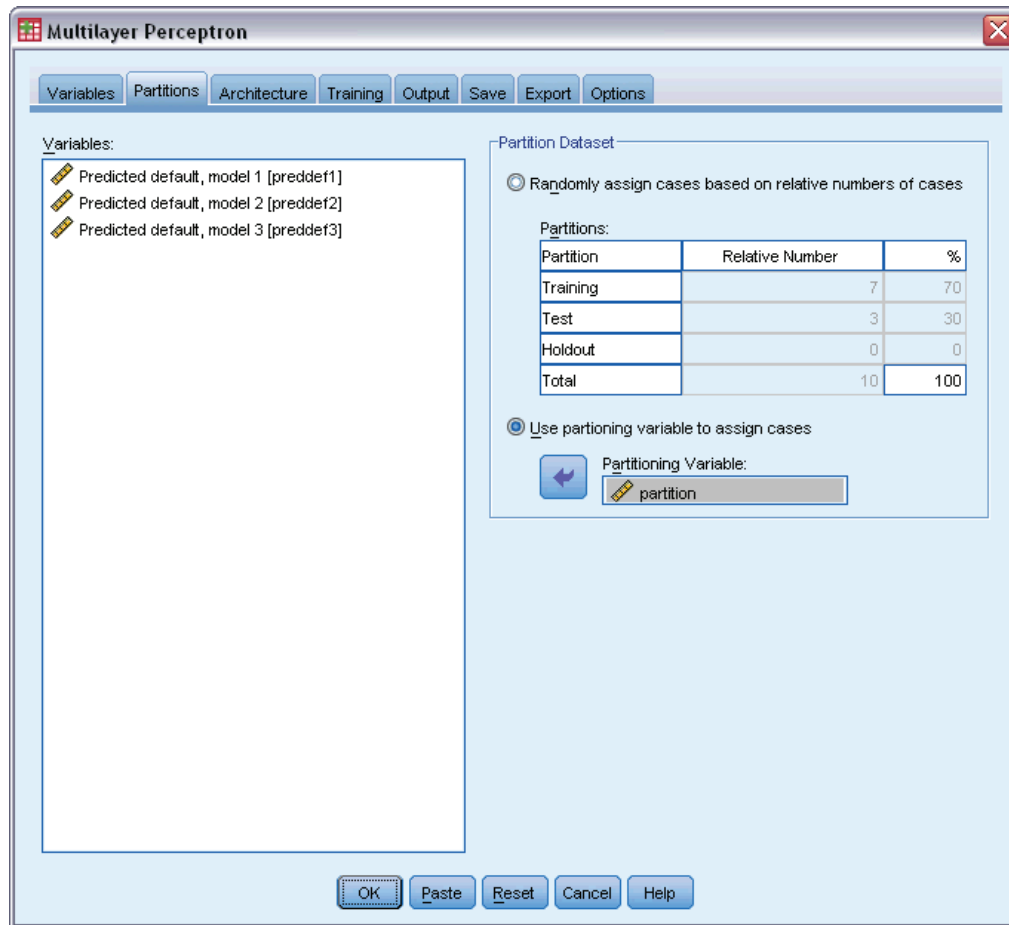 Multilayer Perceptron
Variables Partitions Architecture Training Output Save Export Options
Variables:
Predicted default, model 1 [preddef1]
Predicted default, model 2 [preddef2]
Predicted default, model 3 [preddef3]
Partition Dataset
Randomly assign cases based on relative numbers of cases
Partitions:
Partition Relative Number %
Training 7 70
Test 3 30
Holdout 0 0
Total 10 100
Use partioning variable to assign cases
Partitioning Variable:
partition
OK Paste Reset Cancel Help